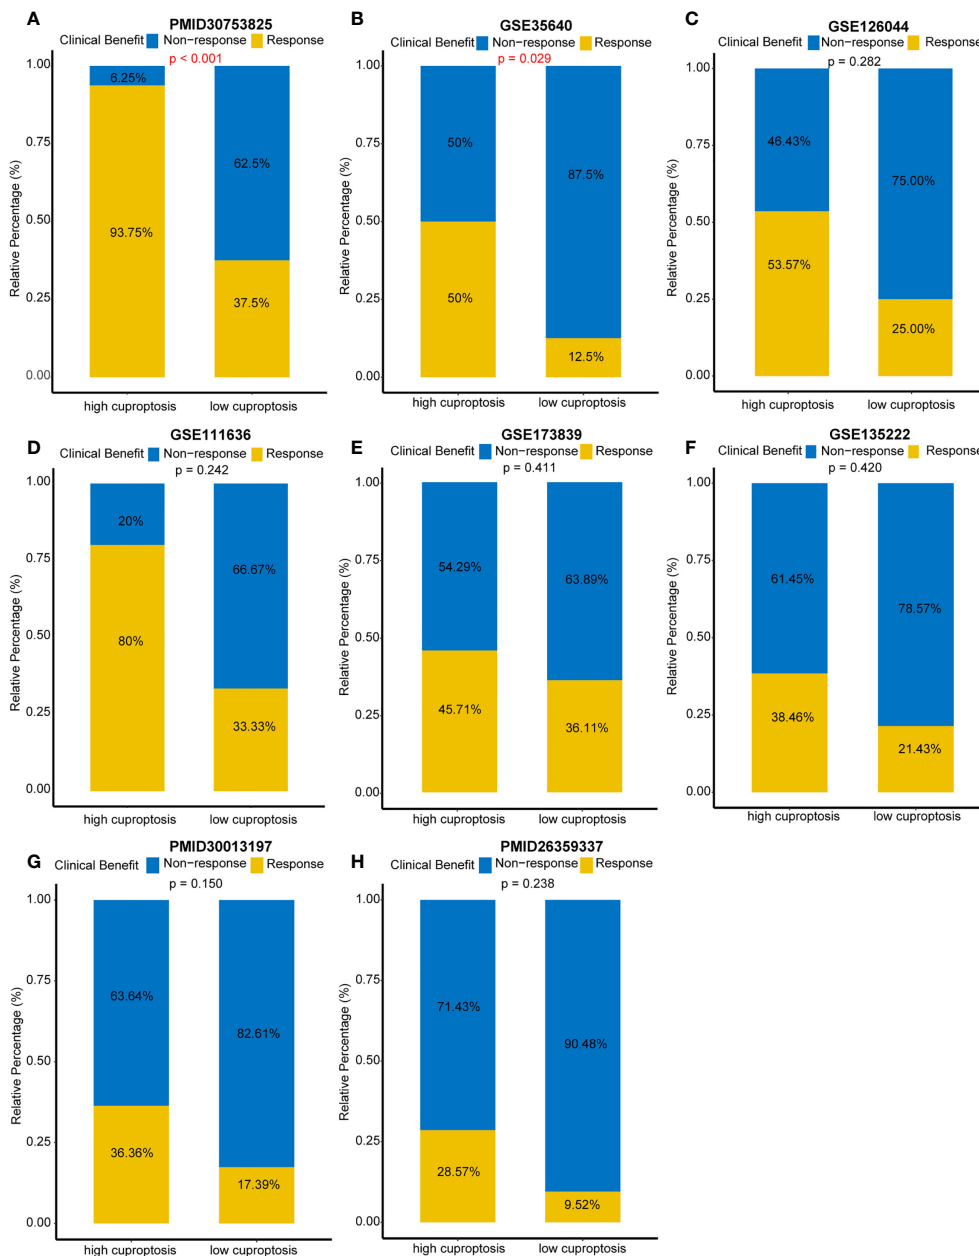 A
PMID30753825
Clinical Benefit Non-response Response
p < 0.001
Relative Percentage (%)
1.00
0.75
0.50
0.25
0.00
6.25%
93.75%
62.5%
37.5%
high cuproptosis
low cuproptosis
B
GSE35640
Clinical Benefit Non-response Response
p = 0.029
Relative Percentage (%)
1.00
0.75
0.50
0.25
0.00
50%
50%
87.5%
12.5%
high cuproptosis
low cuproptosis
C
GSE126044
Clinical Benefit Non-response Response
p = 0.282
Relative Percentage (%)
1.00
0.75
0.50
0.25
0.00
46.43%
53.57%
75.00%
25.00%
high cuproptosis
low cuproptosis
D
GSE111636
Clinical Benefit Non-response Response
p = 0.242
Relative Percentage (%)
1.00
0.75
0.50
0.25
0.00
20%
80%
66.67%
33.33%
high cuproptosis
low cuproptosis
E
GSE173839
Clinical Benefit Non-response Response
p = 0.411
Relative Percentage (%)
1.00
0.75
0.50
0.25
0.00
54.29%
45.71%
63.89%
36.11%
high cuproptosis
low cuproptosis
F
GSE135222
Clinical Benefit Non-response Response
p = 0.420
Relative Percentage (%)
1.00
0.75
0.50
0.25
0.00
61.45%
38.46%
78.57%
21.43%
high cuproptosis
low cuproptosis
G
PMID30013197
Clinical Benefit Non-response Response
p = 0.150
Relative Percentage (%)
1.00
0.75
0.50
0.25
0.00
63.64%
36.36%
82.61%
17.39%
high cuproptosis
low cuproptosis
H
PMID26359337
Clinical Benefit Non-response Response
p = 0.238
Relative Percentage (%)
1.00
0.75
0.50
0.25
0.00
71.43%
28.57%
90.48%
9.52%
high cuproptosis
low cuproptosis